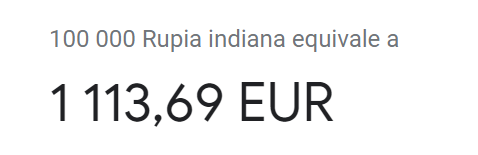 100 000 Rupia indiana equivale a
1 113,69 EUR